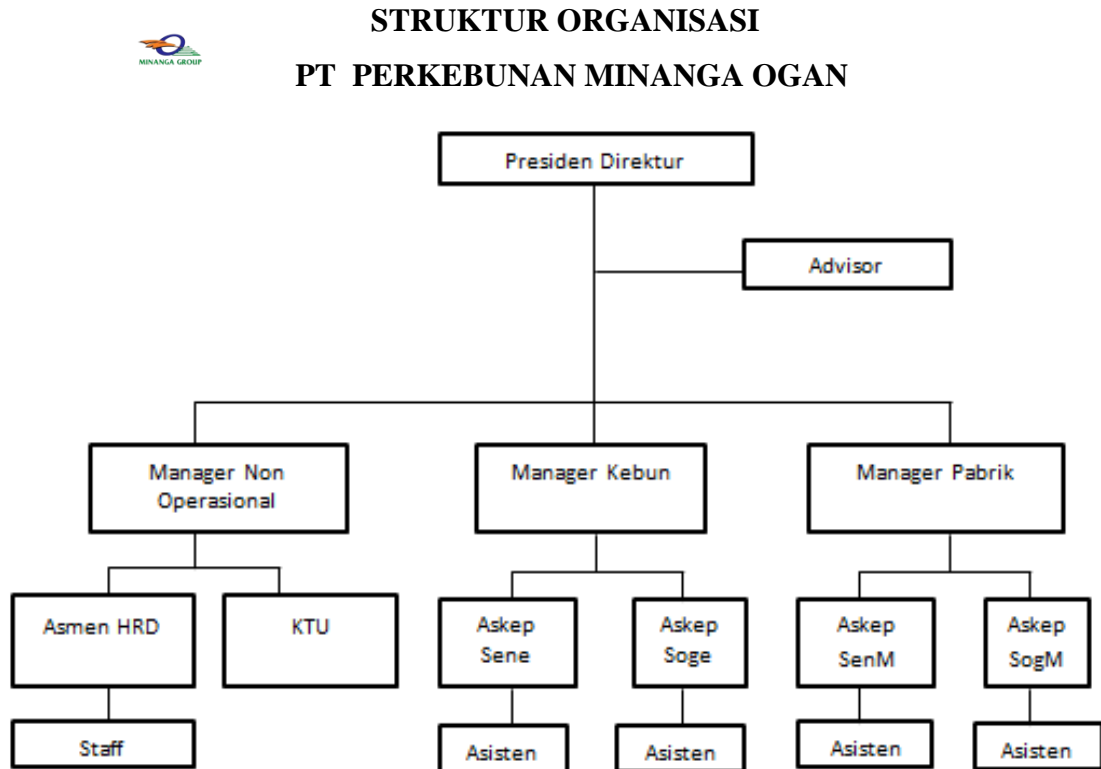 STRUKTUR ORGANISASI
MINANGA GROUP
PT PERKEBUNAN MINANGA OGAN
Presiden Direktur
Advisor
Manager Non
Operasional
Manager Kebun
Manager Pabrik
Asmen HRD
KTU
Askep
Sene
Askep
Soge
Askep
SenM
Askep
SogM
Staff
Asisten
Asisten
Asisten
Asisten